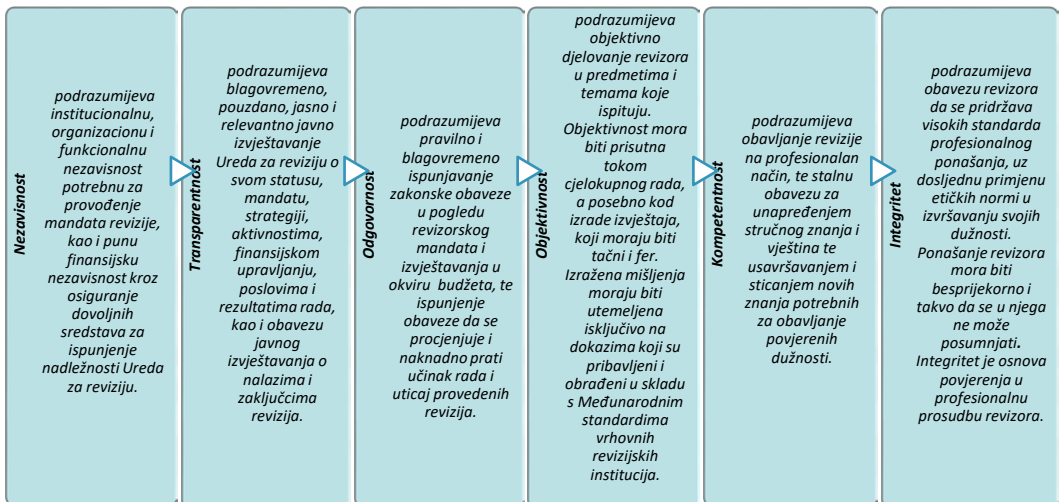 Nezavisnost
podrazumijeva
institucionalnu,
organizacionu i
funkcionalnu
nezavisnost
potrebnu za
provođenje
mandata revizije,
kao i punu
finansijsku
nezavisnost kroz
osiguranje
dovoljnih
sredstava za
ispunjenje
nadležnosti Ureda
za reviziju.
Transparentnost
podrazumijeva
blagovremeno,
pouzdano, jasno i
relevantno javno
izvještavanje
Ureda za reviziju o
svom statusu,
mandatu,
strategiji,
aktivnostima,
finansijskom
upravljanju,
poslovima i
rezultatima rada,
kao i obavezu
javnog
izvještavanja o
nalazima i
zaključcima
revizija.
Odgovornost
podrazumijeva
pravilno i
blagovremeno
ispunjavanje
zakonske obaveze
u pogledu
revizorskog
mandata i
izvještavanja u
okviru budžeta, te
ispunjenje
obaveze da se
procjenjuje i
naknadno prati
učinak rada i
uticaj provedenih
revizija.
Objektivnost
podrazumijeva
objektivno
djelovanje revizora
u predmetima i
temama koje
ispituju.
Objektivnost mora
biti prisutna
tokom
cjelokupnog rada,
a posebno kod
izrade izvještaja,
koji moraju biti
tačni i fer.
Izražena mišljenja
moraju biti
utemeljena
isključivo na
dokazima koji su
pribavljeni i
obrađeni u skladu
s Međunarodnim
standardima
vrhovnih
revizijskih
institucija.
Kompetentnost
podrazumijeva
obavljanje revizije
na profesionalan
način, te stalnu
obavezu za
unapređenjem
stručnog znanja i
vještina te
usavršavanjem i
sticanjem novih
znanja potrebnih
za obavljanje
povjerenih
dužnosti.
Integritet
podrazumijeva
obavezu revizora
da se pridržava
visokih standarda
profesionalnog
ponašanja, uz
dosljednu primjenu
etičkih normi u
izvršavanju svojih
dužnosti.
Ponašanje revizora
mora biti
besprijekorno i
takvo da se u njega
ne može
posumnjati.
Integritet je osnova
povjerenja u
profesionalnu
prosudbu revizora.